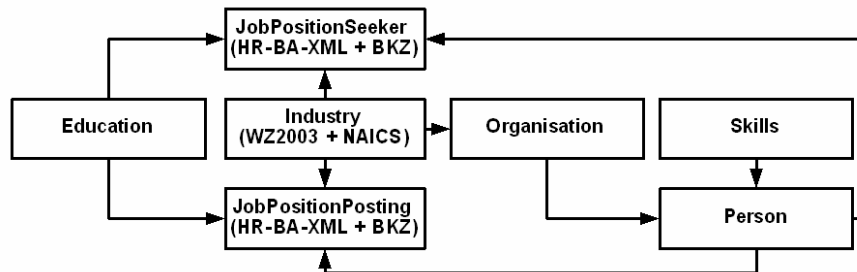 JobPositionSeeker
(HR-BA-XML + BKZ)
Education
Industry
(WZ2003 + NAICS)
Organisation
Skills
JobPositionPosting
(HR-BA-XML + BKZ)
Person